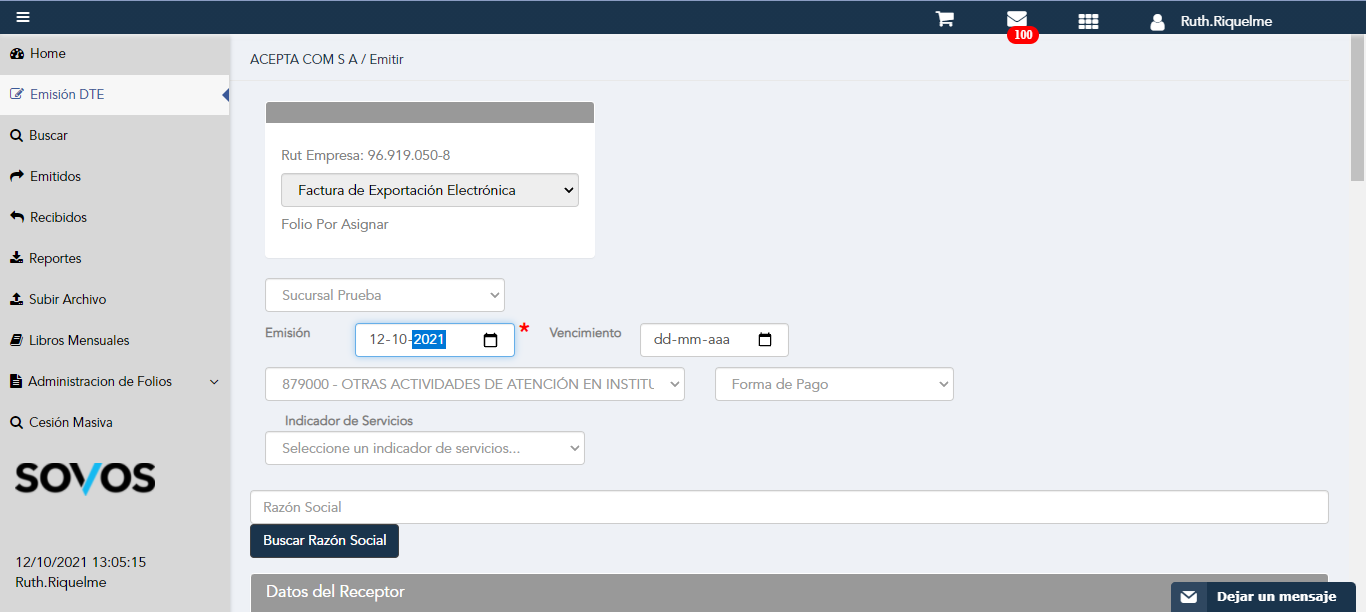 Ruth.Riquelme
100
Home
ACEPTA COM S A / Emitir
Emisión DTE
Buscar
Emitidos
Recibidos
Reportes
Subir Archivo
Libros Mensuales
Administracion de Folios
Cesión Masiva
SOVOS
12/10/2021 13:05:15
Ruth.Riquelme
Rut Empresa: 96.919.050-8
Factura de Exportación Electrónica
Folio Por Asignar
Sucursal Prueba
Emisión 12-10-2021 * Vencimiento dd-mm-aaa
879000 - OTRAS ACTIVIDADES DE ATENCIÓN EN INSTITU Forma de Pago
Indicador de Servicios
Seleccione un indicador de servicios...
Razón Social
Buscar Razón Social
Datos del Receptor
Dejar un mensaje